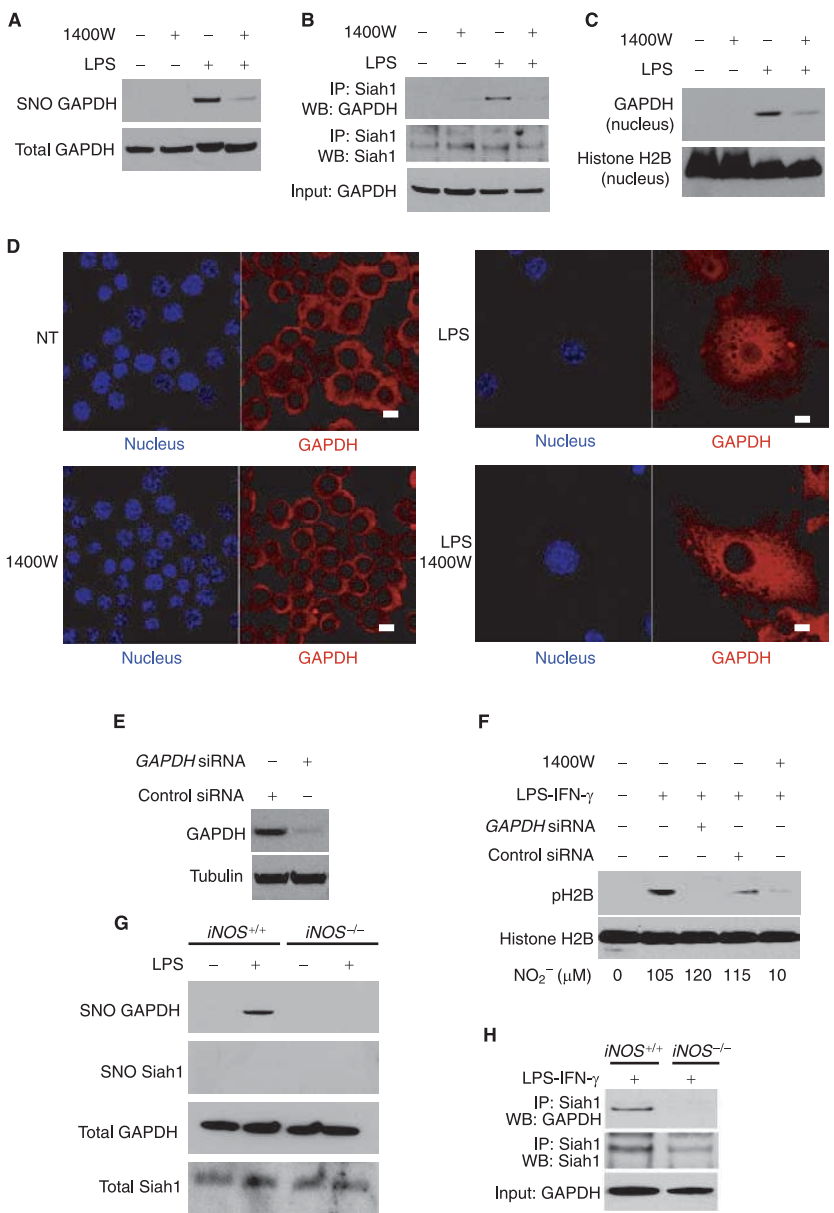 A
1400W – + – +
LPS – – + +
SNO GAPDH
Total GAPDH
B
1400W – + – +
LPS – – + +
IP: Siah1
WB: GAPDH
IP: Siah1
WB: Siah1
Input: GAPDH
C
1400W – + – +
LPS – – + +
GAPDH
(nucleus)
Histone H2B
(nucleus)
D
NT
Nucleus GAPDH
LPS
Nucleus GAPDH
1400W
Nucleus GAPDH
LPS
1400W
Nucleus GAPDH
E
GAPDH siRNA – +
Control siRNA + –
GAPDH
Tubulin
F
1400W – – – – +
LPS-IFN-γ – + + + +
GAPDH siRNA – – + – –
Control siRNA – – – + –
pH2B
Histone H2B
NO₂⁻ (μM) 0 105 120 115 10
G
iNOS⁺/⁺ iNOS⁻/⁻
LPS – + – +
SNO GAPDH
SNO Siah1
Total GAPDH
Total Siah1
H
iNOS⁺/⁺ iNOS⁻/⁻
LPS-IFN-γ + +
IP: Siah1
WB: GAPDH
IP: Siah1
WB: Siah1
Input: GAPDH